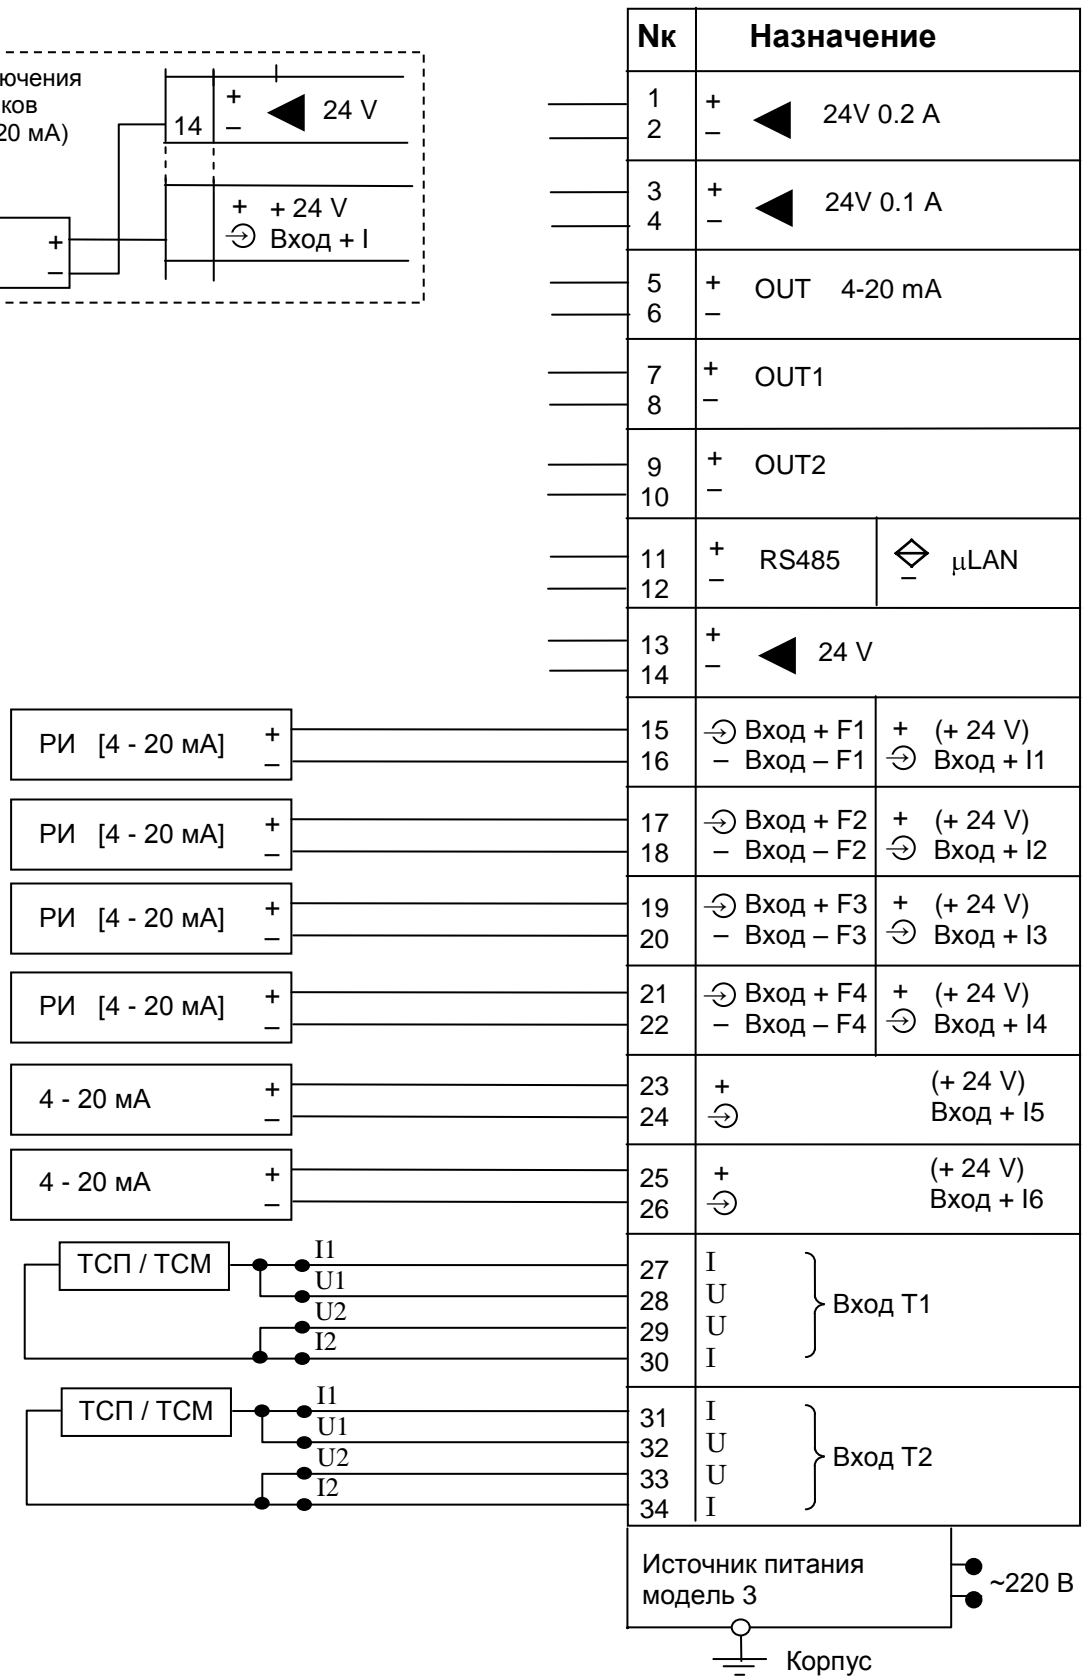 ючения
ков
20 мА)
14 + – 24 V
+ + 24 V
Вход + I
+
–
Nк Назначение
1 + 24V 0.2 A
2 –
3 + 24V 0.1 A
4 –
5 + OUT 4-20 mA
6 –
7 + OUT1
8 –
9 + OUT2
10 –
11 + RS485 μLAN
12 – –
13 + 24 V
14 –
РИ [4 - 20 мА] + 15 Вход + F1 + (+ 24 V)
– 16 – Вход – F1 Вход + I1
РИ [4 - 20 мА] + 17 Вход + F2 + (+ 24 V)
– 18 – Вход – F2 Вход + I2
РИ [4 - 20 мА] + 19 Вход + F3 + (+ 24 V)
– 20 – Вход – F3 Вход + I3
РИ [4 - 20 мА] + 21 Вход + F4 + (+ 24 V)
– 22 – Вход – F4 Вход + I4
4 - 20 мА + 23 + (+ 24 V)
– 24 Вход + I5
4 - 20 мА + 25 + (+ 24 V)
– 26 Вход + I6
ТСП / ТСМ I1 27 I
U1 28 U Вход Т1
U2 29 U
I2 30 I
ТСП / ТСМ I1 31 I
U1 32 U Вход Т2
U2 33 U
I2 34 I
Источник питания
модель 3
~220 В
Корпус